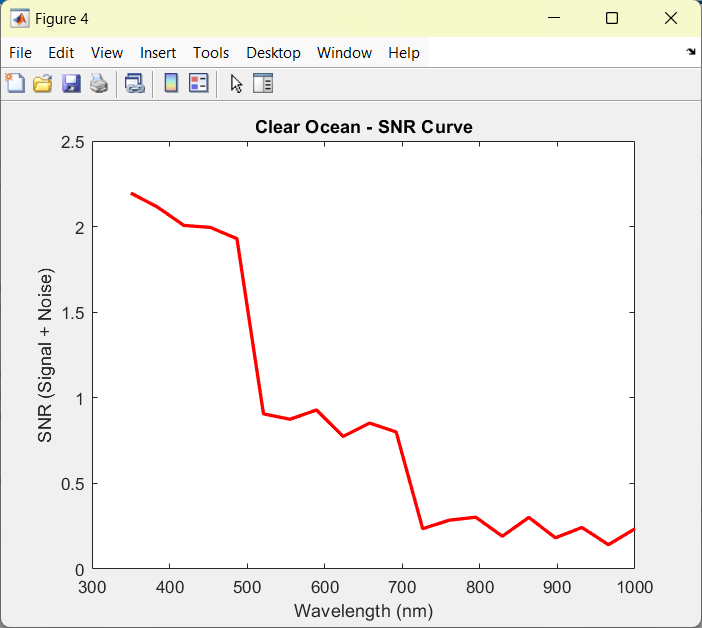 Figure 4
File Edit View Insert Tools Desktop Window Help
Clear Ocean - SNR Curve
2.5
2
1.5
1
0.5
0
SNR (Signal + Noise)
300 400 500 600 700 800 900 1000
Wavelength (nm)